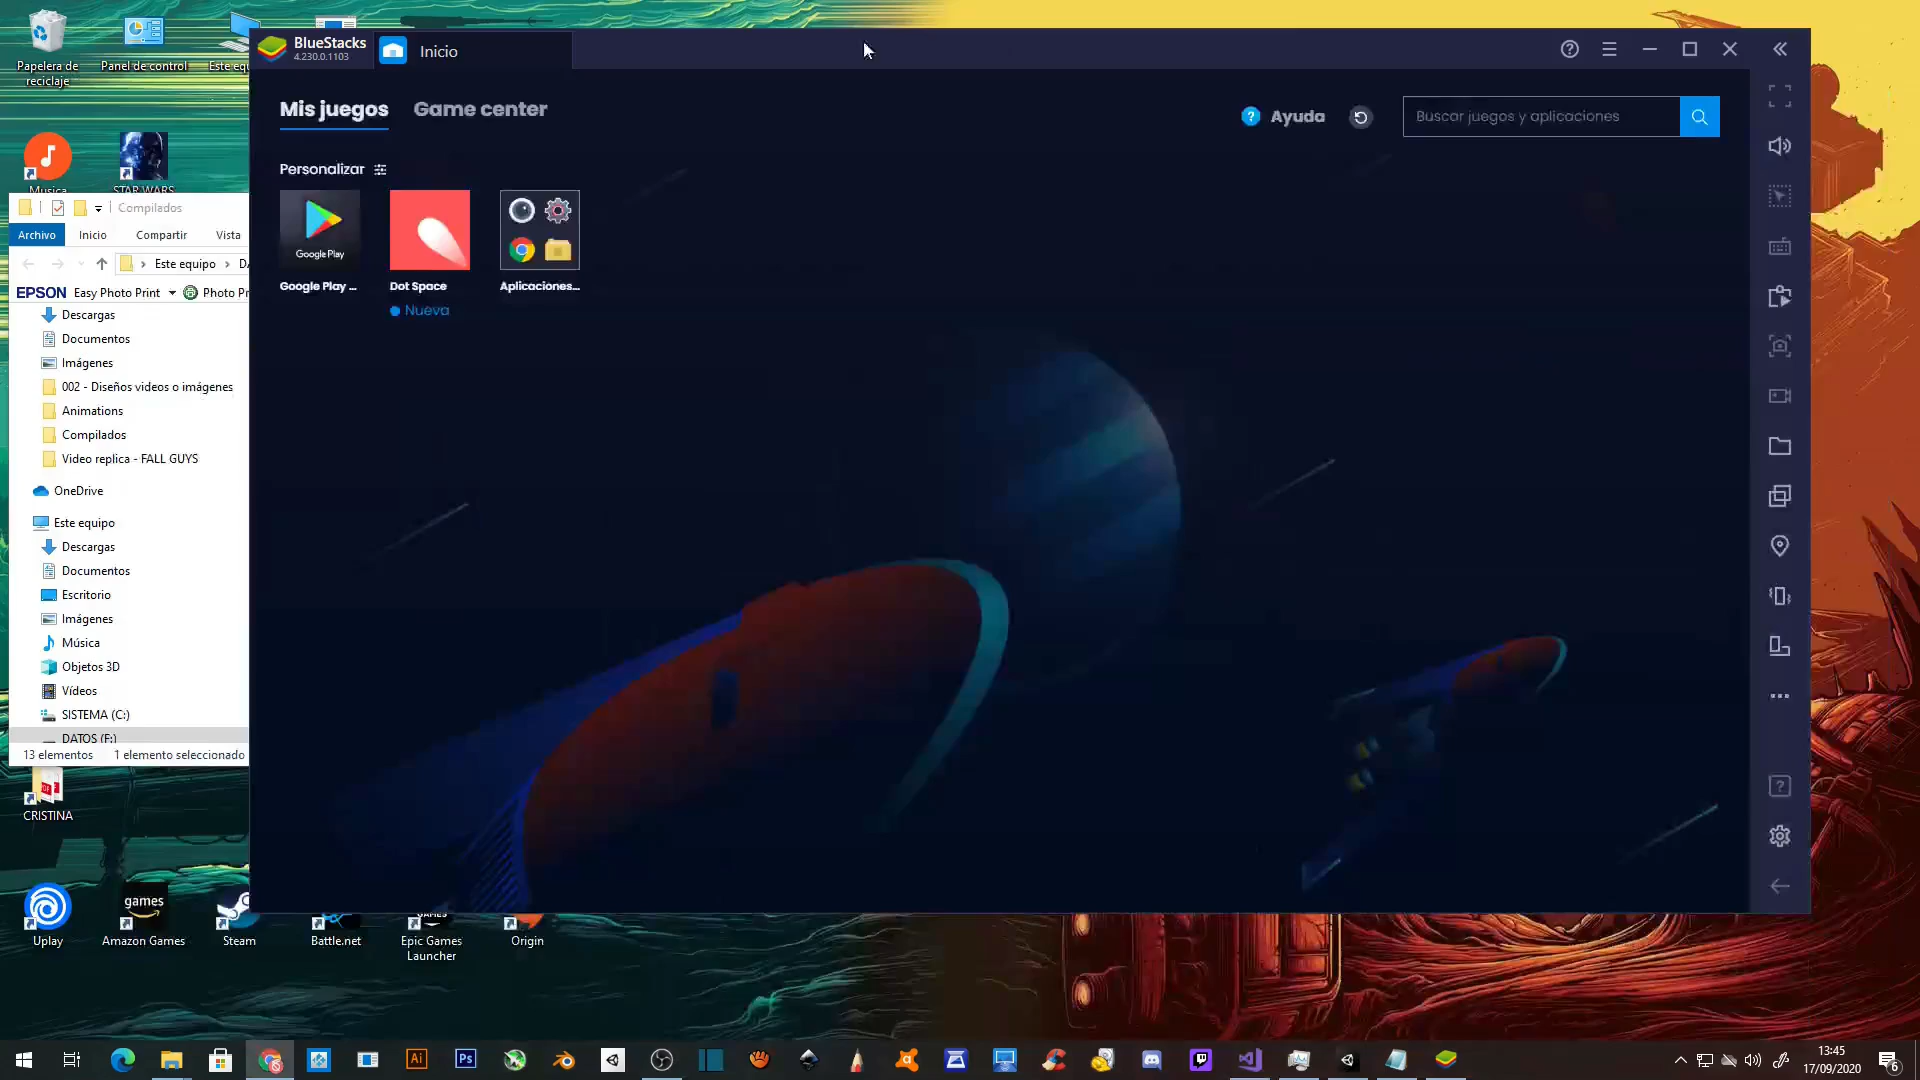 Papelera de
reciclaje
Panel de control
Este equ
Musica
STAR WARS
BlueStacks
4.230.0.1103
Inicio
Mis juegos
Game center
Ayuda
Buscar juegos y aplicaciones
Personalizar
Google Play
Google Play ...
Dot Space
Nueva
Aplicaciones...
Compilados
Archivo
Inicio
Compartir
Vista
Este equipo
EPSON Easy Photo Print
Photo Pr
Descargas
Documentos
Imágenes
002 - Diseños videos o imágenes
Animations
Compilados
Video replica - FALL GUYS
OneDrive
Este equipo
Descargas
Documentos
Escritorio
Imágenes
Música
Objetos 3D
Vídeos
SISTEMA (C:)
DATOS (F:)
13 elementos
1 elemento seleccionado
PDF
CRISTINA
games
GAMES
Uplay
Amazon Games
Steam
Battle.net
Epic Games
Launcher
Origin
Ai
Ps
13:45
17/09/2020
6